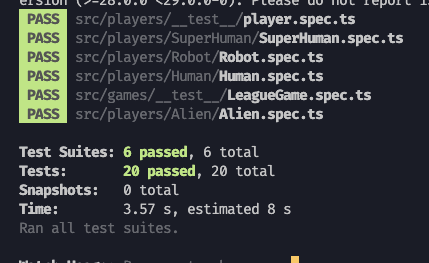 ersion (>=28.0.0 <29.0.0-0). Please do not report is
PASS src/players/__test__/player.spec.ts
PASS src/players/SuperHuman/SuperHuman.spec.ts
PASS src/players/Robot/Robot.spec.ts
PASS src/players/Human/Human.spec.ts
PASS src/games/__test__/LeagueGame.spec.ts
PASS src/players/Alien/Alien.spec.ts
Test Suites: 6 passed, 6 total
Tests: 20 passed, 20 total
Snapshots: 0 total
Time: 3.57 s, estimated 8 s
Ran all test suites.